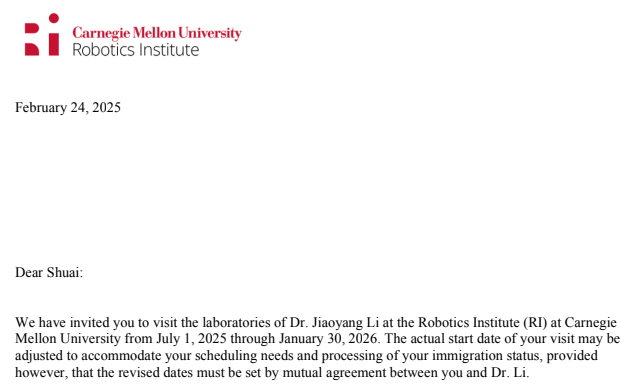 Carnegie Mellon University
Robotics Institute
February 24, 2025
Dear Shuai:
We have invited you to visit the laboratories of Dr. Jiaoyang Li at the Robotics Institute (RI) at Carnegie
Mellon University from July 1, 2025 through January 30, 2026. The actual start date of your visit may be
adjusted to accommodate your scheduling needs and processing of your immigration status, provided
however, that the revised dates must be set by mutual agreement between you and Dr. Li.